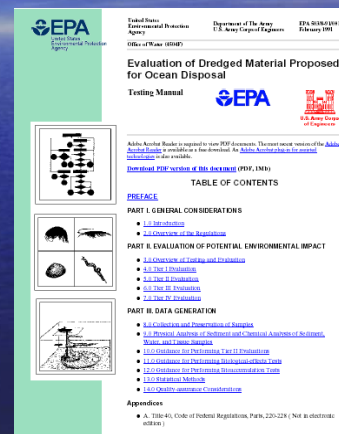 EPA
United States
Environmental Protection
Agency
United States
Environmental Protection
Agency
Department of The Army
U.S. Army Corps of Engineers
February 1991
Office of Water (4504F)
Evaluation of Dredged Material Proposed
for Ocean Disposal
Testing Manual
EPA
U.S. Army Corps
of Engineers
Adobe Acrobat Reader is required to view PDF documents. The most recent version of the Adobe
Acrobat Reader is available as a free download. An Adobe Acrobat plug-in for assisted
technologies is also available.
Download PDF version of this document (PDF, 1Mb)
TABLE OF CONTENTS
PREFACE
PART I. GENERAL CONSIDERATIONS
1.0 Introduction
2.0 Overview of the Regulations
PART II. EVALUATION OF POTENTIAL ENVIRONMENTAL IMPACT
3.0 Overview of Testing and Evaluation
4.0 Tier I Evaluation
5.0 Tier II Evaluation
6.0 Tier III Evaluation
7.0 Tier IV Evaluation
PART III. DATA GENERATION
8.0 Collection and Preservation of Samples
9.0 Physical Analysis of Sediment and Chemical Analysis of Sediment,
Water, and Tissue Samples
10.0 Guidance for Performing Tier II Evaluations
11.0 Guidance for Performing Biological-effects Tests
12.0 Guidance for Performing Bioaccumulation Tests
13.0 Statistical Methods
14.0 Quality-assurance Considerations
Appendices
A. Title 40, Code of Federal Regulations, Parts, 220-228 ( Not in electronic
edition )